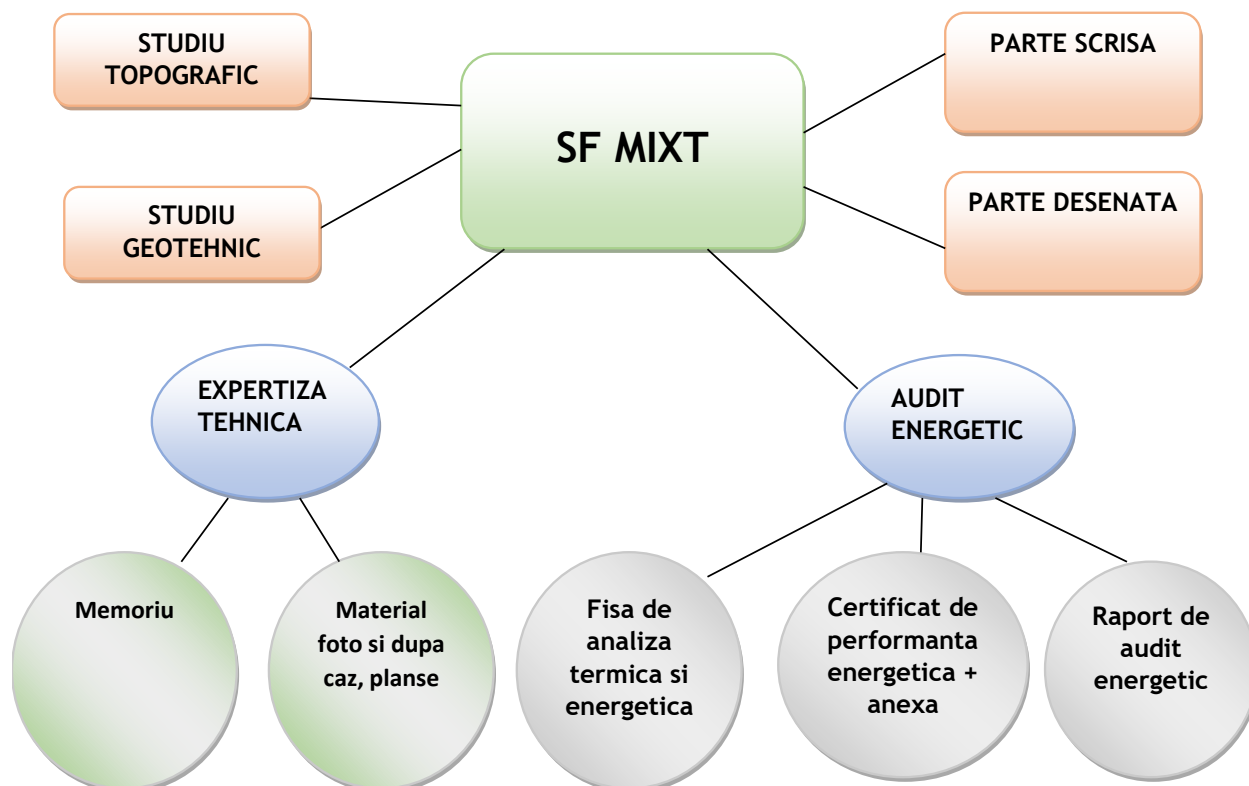 STUDIU
TOPOGRAFIC
SF MIXT
PARTE SCRISA
STUDIU
GEOTEHNIC
PARTE DESENATA
EXPERTIZA
TEHNICA
AUDIT
ENERGETIC
Memoriu
Material
foto si dupa
caz, planse
Fisa de
analiza
termica si
energetica
Certificat de
performanta
energetica +
anexa
Raport de
audit
energetic